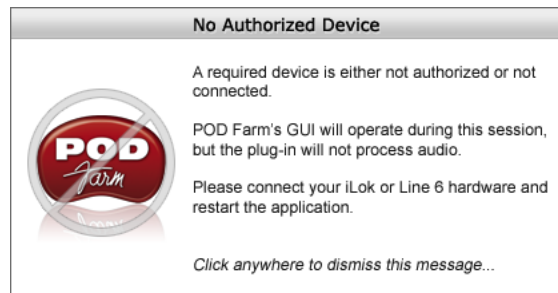 No Authorized Device
A required device is either not authorized or not
connected.
POD Farm's GUI will operate during this session,
but the plug-in will not process audio.
POD
Farm
Please connect your iLok or Line 6 hardware and
restart the application.
Click anywhere to dismiss this message...